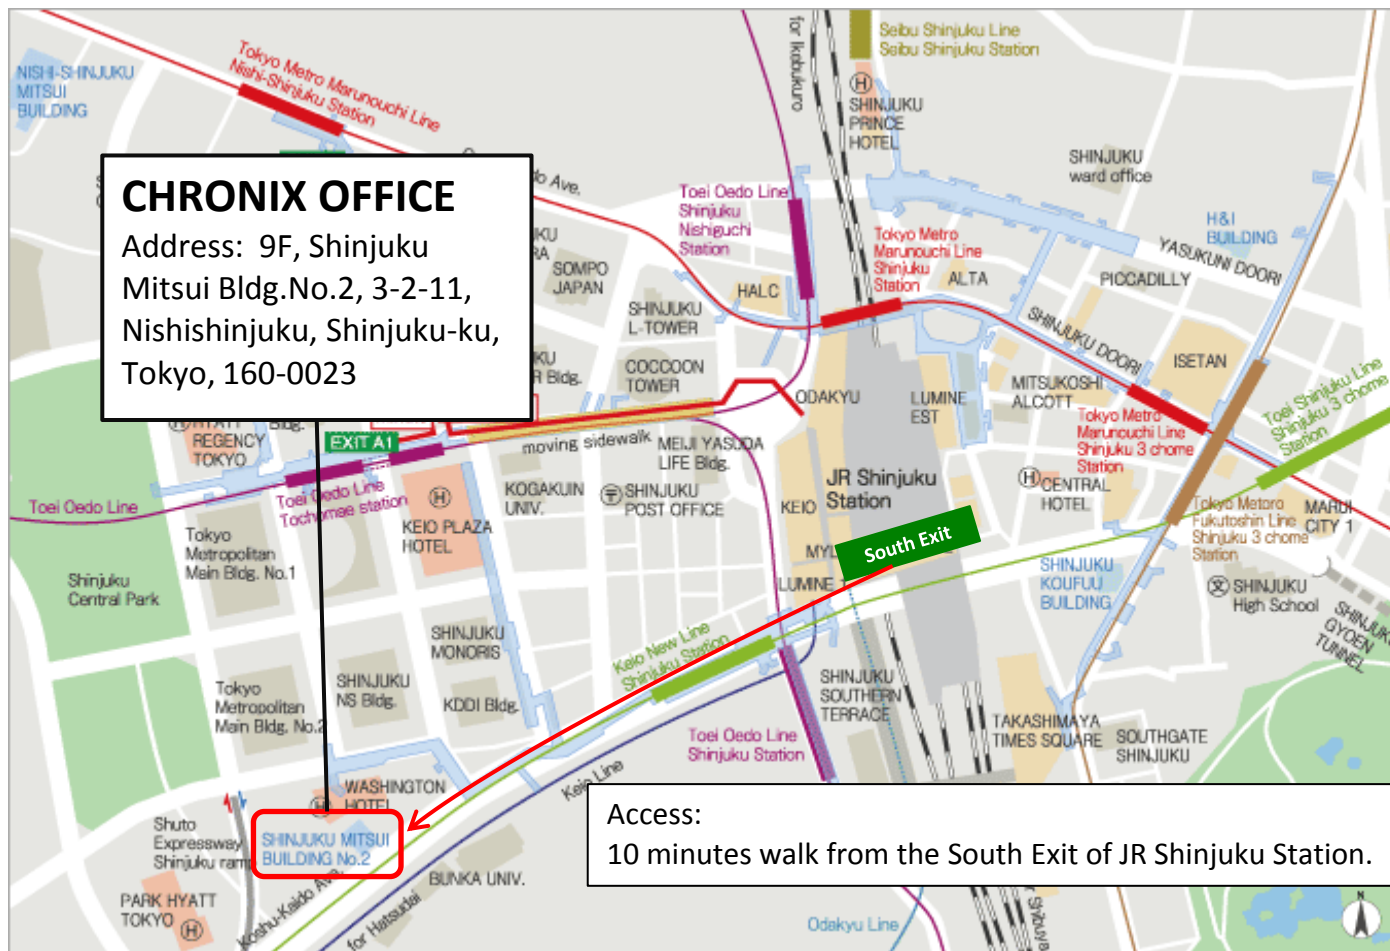 NISHI-SHINJUKU
MITSUI
BUILDING
Tokyo Metro Marunouchi Line
Nishi-Shinjuku Station
for Ikebukuro
Seibu Shinjuku Line
Seibu Shinjuku Station
SHINJUKU
PRINCE
HOTEL
SHINJUKU
ward office
H&I
BUILDING
YASUKUNI DOORI
PICCADILLY
CHRONIX OFFICE
Address: 9F, Shinjuku
Mitsui Bldg.No.2, 3-2-11,
Nishishinjuku, Shinjuku-ku,
Tokyo, 160-0023
Ave.
SOMPO
JAPAN
Toei Oedo Line
Shinjuku
Nishiguchi
Station
HALC
SHINJUKU
L-TOWER
COCCOON
TOWER
Tokyo Metro
Marunouchi Line
Shinjuku
Station
ALTA
SHINJUKU DOORI
ISETAN
MITSUKOSHI
ALCOTT
LUMINE
EST
ODAKYU
Bldg.
Toei Shinjuku Line
Shinjuku 3 chome
Station
Tokyo Metro
Marunouchi Line
Shinjuku 3 chome
Station
REGENCY
TOKYO
Bldg.
EXIT A1
moving sidewalk
MEIJI YASUDA
LIFE Bldg.
Toei Oedo Line
Toei Oedo Line
Tochomae station
H
KEIO PLAZA
HOTEL
KOGAKUIN
UNIV.
SHINJUKU
POST OFFICE
KEIO
JR Shinjuku
Station
South Exit
LUMINE 1
H
CENTRAL
HOTEL
Tokyo Metoro
Fukutoshin Line
Shinjuku 3 chome
Station
MARUI
CITY 1
Tokyo
Metropolitan
Main Bldg. No.1
Shinjuku
Central Park
SHINJUKU
KOUFUU
BUILDING
文
SHINJUKU
High School
SHINJUKU
GYOEN
TUNNEL
SHINJUKU
MONORIS
Keio New Line
Shinjuku Station
Tokyo
Metropolitan
Main Bldg. No.2
SHINJUKU
NS Bldg.
KDDI Bldg.
SHINJUKU
SOUTHERN
TERRACE
Toei Oedo Line
Shinjuku Station
TAKASHIMAYA
TIMES SQUARE
SOUTHGATE
SHINJUKU
Keio Line
H
WASHINGTON
HOTEL
Shuto
Expressway
Shinjuku ramp
SHINJUKU MITSUI
BUILDING No.2
Access:
10 minutes walk from the South Exit of JR Shinjuku Station.
PARK HYATT
TOKYO
H
Koshu-Kaido Ave.
BUNKA UNIV.
for Hatsudai
Odakyu Line
Shibuya
N